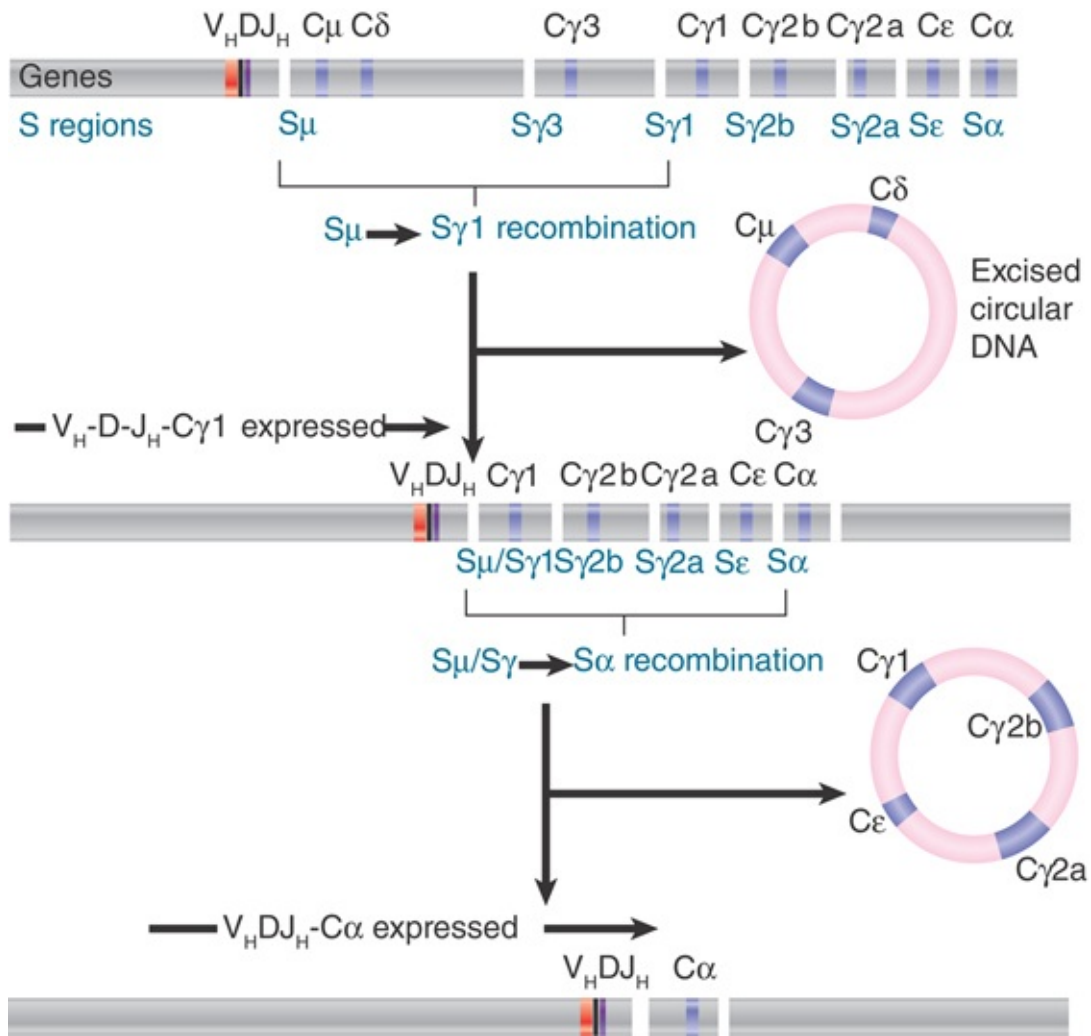 VHDJH Cμ Cδ Cγ3 Cγ1 Cγ2b Cγ2a Cε Cα
Genes
S regions Sμ Sγ3 Sγ1 Sγ2b Sγ2a Sε Sα
Sμ Sγ1 recombination
Cδ
Cμ
Excised
circular
DNA
Cγ3
VH-D-JH-Cγ1 expressed
VHDJH Cγ1 Cγ2b Cγ2a Cε Cα
Sμ/Sγ1 Sγ2b Sγ2a Sε Sα
Sμ/Sγ Sα recombination
Cγ1
Cγ2b
Cε
Cγ2a
VHDJH-Cα expressed
VHDJH Cα